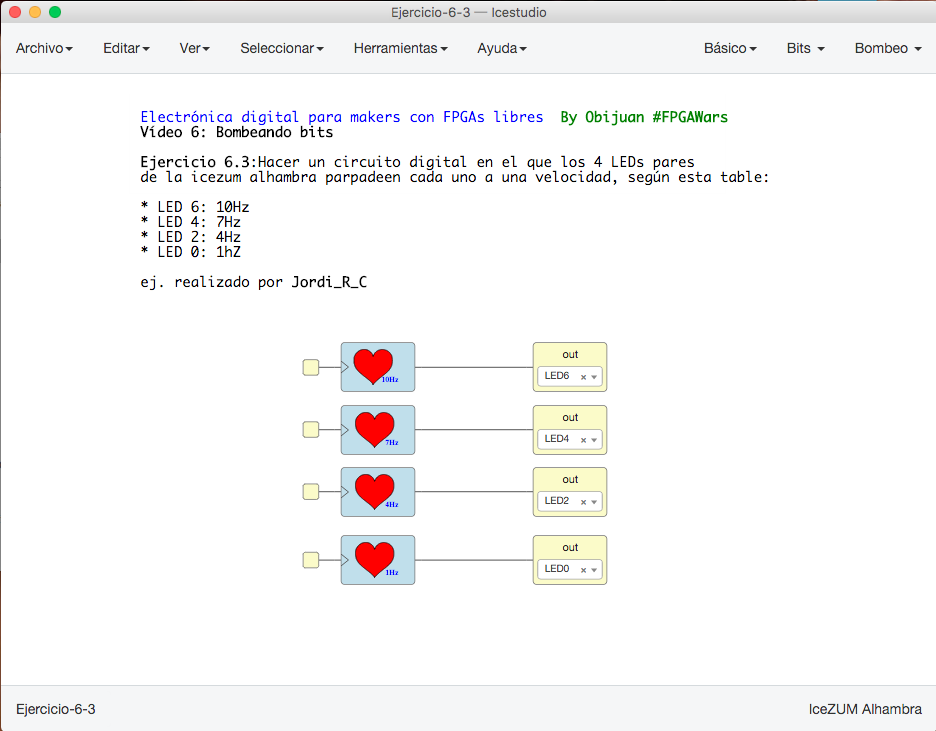 Ejercicio-6-3 — Icestudio
Archivo Editar Ver Seleccionar Herramientas Ayuda Básico Bits Bombeo
Electrónica digital para makers con FPGAs libres By Obijuan #FPGAWars
Vídeo 6: Bombeando bits
Ejercicio 6.3:Hacer un circuito digital en el que los 4 LEDs pares
de la icezum alhambra parpadeen cada uno a una velocidad, según esta table:
* LED 6: 10Hz
* LED 4: 7Hz
* LED 2: 4Hz
* LED 0: 1hZ
ej. realizado por Jordi_R_C
out
10Hz LED6
out
7Hz LED4
out
4Hz LED2
out
1Hz LED0
Ejercicio-6-3 IceZUM Alhambra